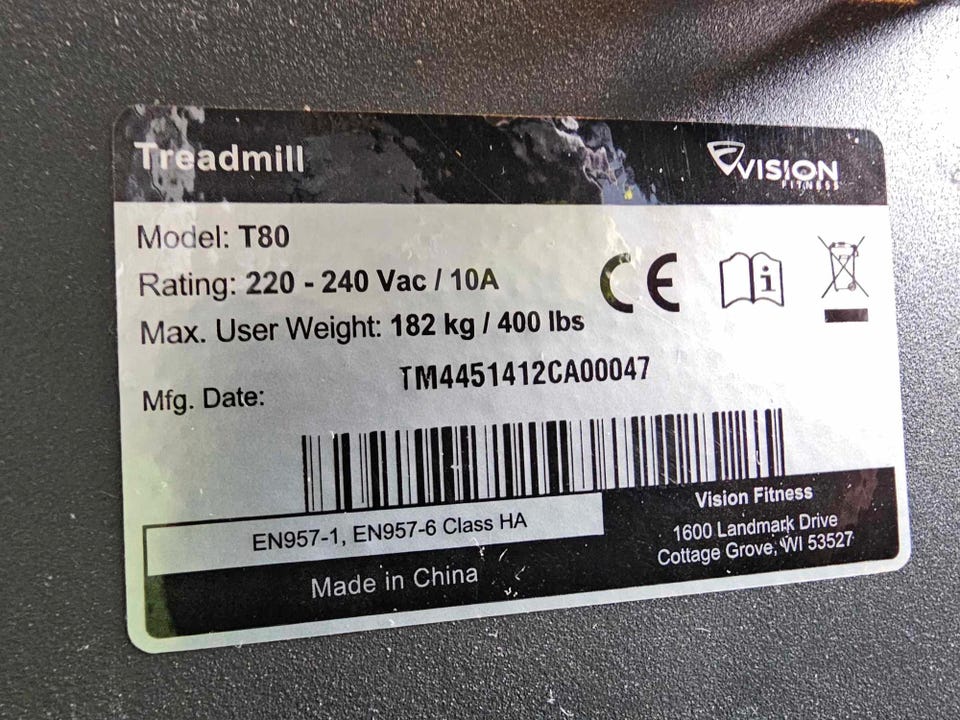 Treadmill
VISION
FITNESS
Model: T80
Rating: 220 - 240 Vac / 10A
Max. User Weight: 182 kg / 400 lbs
CE
i
TM4451412CA00047
Mfg. Date:
EN957-1, EN957-6 Class HA
Made in China
Vision Fitness
1600 Landmark Drive
Cottage Grove, WI 53527